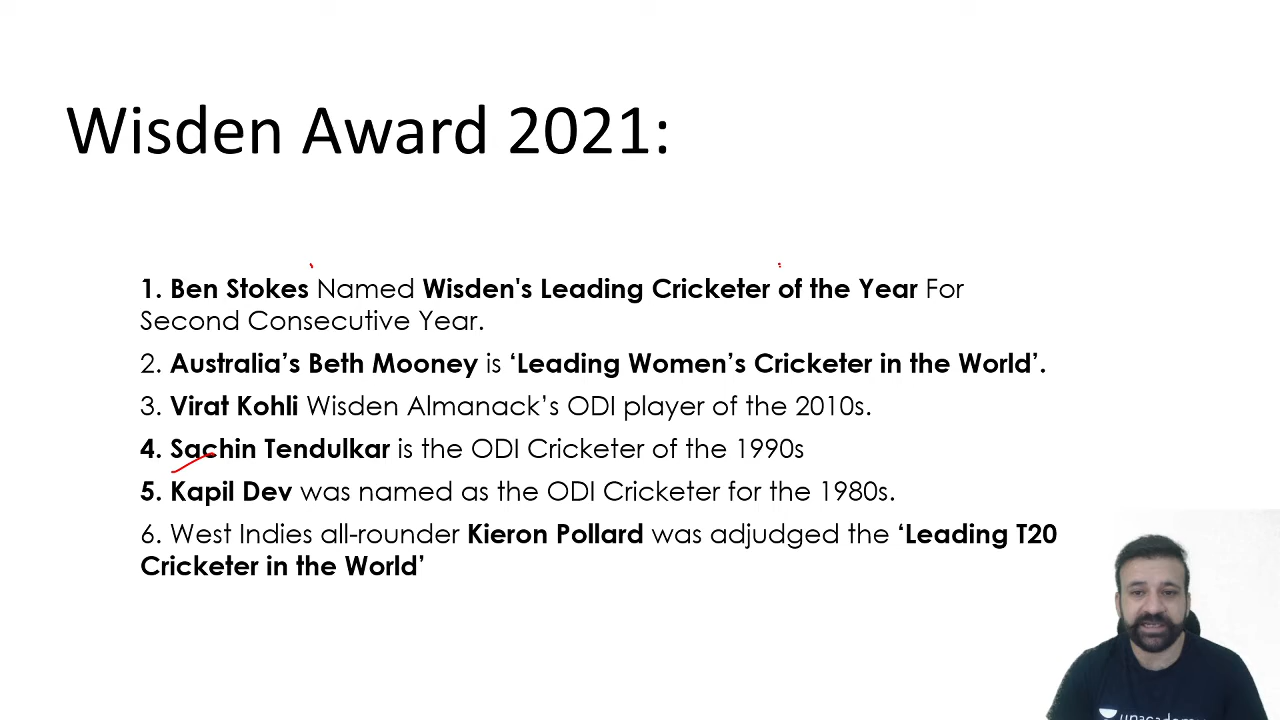 Wisden Award 2021:
1. Ben Stokes Named Wisden's Leading Cricketer of the Year For
Second Consecutive Year.
2. Australia’s Beth Mooney is ‘Leading Women’s Cricketer in the World’.
3. Virat Kohli Wisden Almanack’s ODI player of the 2010s.
4. Sachin Tendulkar is the ODI Cricketer of the 1990s
5. Kapil Dev was named as the ODI Cricketer for the 1980s.
6. West Indies all-rounder Kieron Pollard was adjudged the ‘Leading T20
Cricketer in the World’